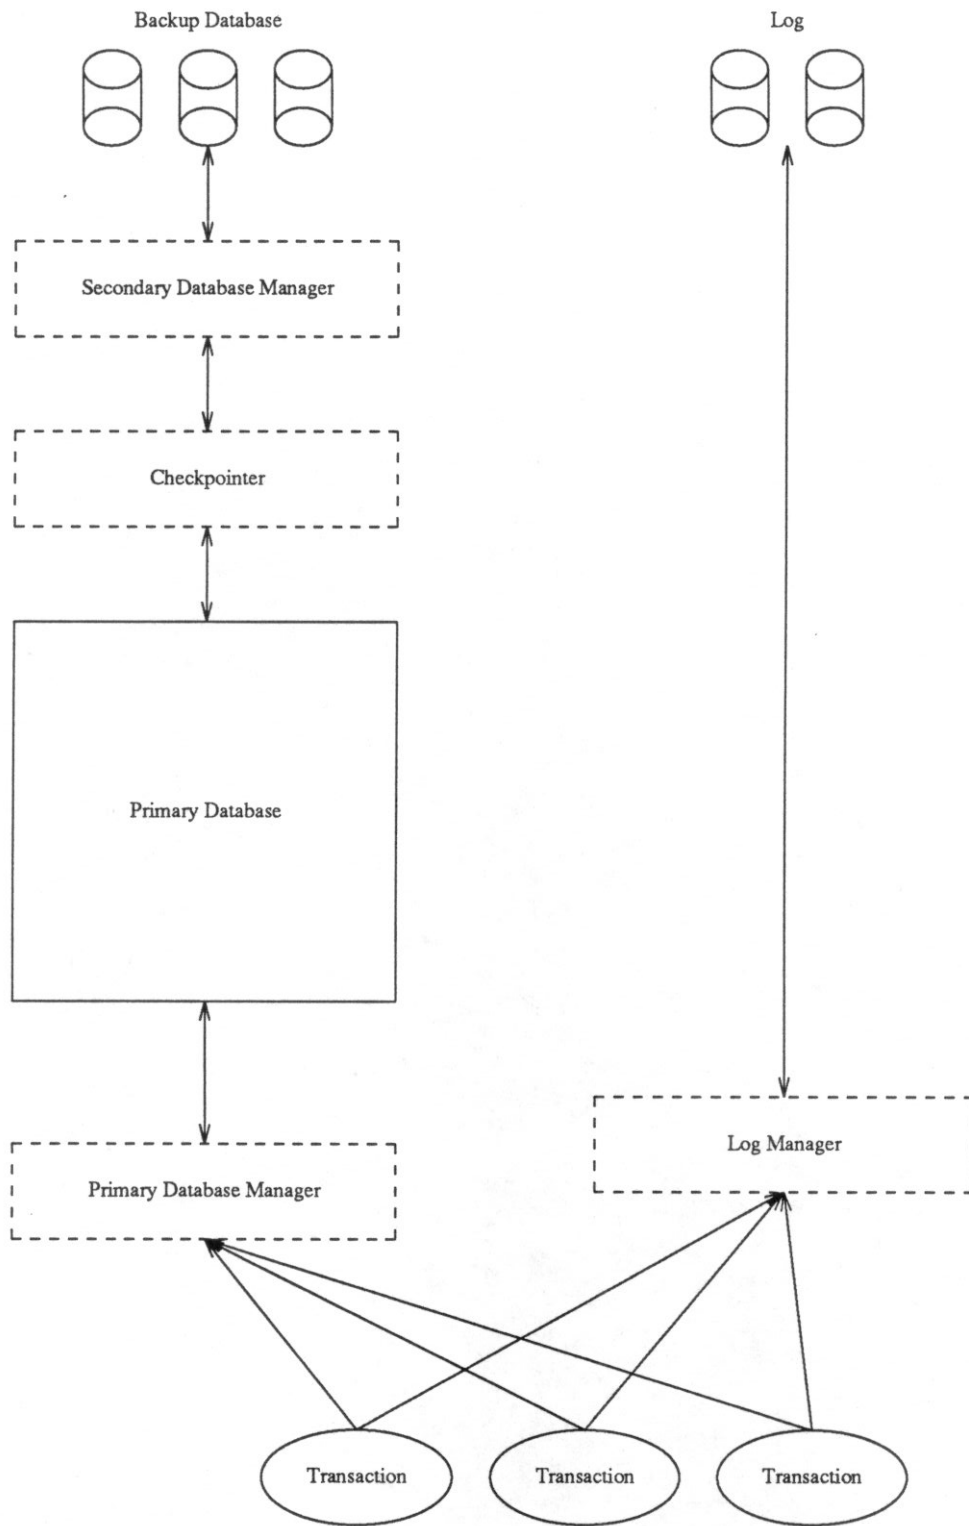 Backup Database
Log
Secondary Database Manager
Checkpointer
Primary Database
Log Manager
Primary Database Manager
Transaction
Transaction
Transaction